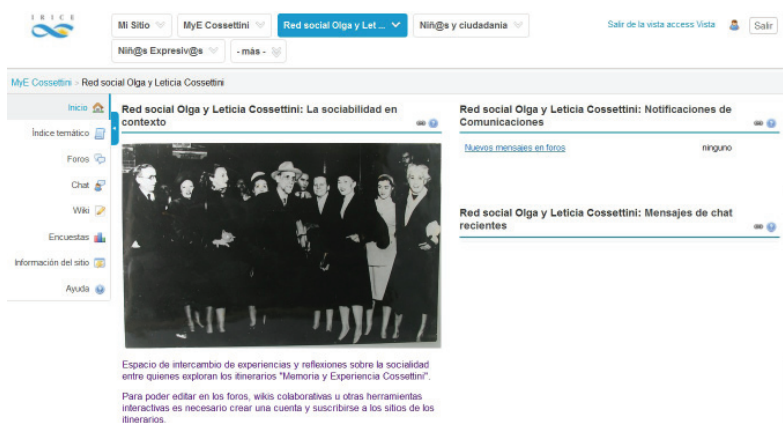 IRICE
Mi Sitio
MyE Cossettini
Red social Olga y Let ...
Niñ@s y ciudadania
Salir de la vista access Vista
Salir
Niñ@s Expresiv@s
- más -
MyE Cossettini > Red social Olga y Leticia Cossettini
Inicio
Índice temático
Foros
Chat
Wiki
Encuestas
Información del sitio
Ayuda
Red social Olga y Leticia Cossettini: La sociabilidad en
contexto
Espacio de intercambio de experiencias y reflexiones sobre la socialidad
entre quienes exploran los itinerarios "Memoria y Experiencia Cossettini".
Para poder editar en los foros, wikis colaborativas u otras herramientas
interactivas es necesario crear una cuenta y suscribirse a los sitios de los
itinerarios.
Red social Olga y Leticia Cossettini: Notificaciones de
Comunicaciones
Nuevos mensajes en foros
ninguno
Red social Olga y Leticia Cossettini: Mensajes de chat
recientes